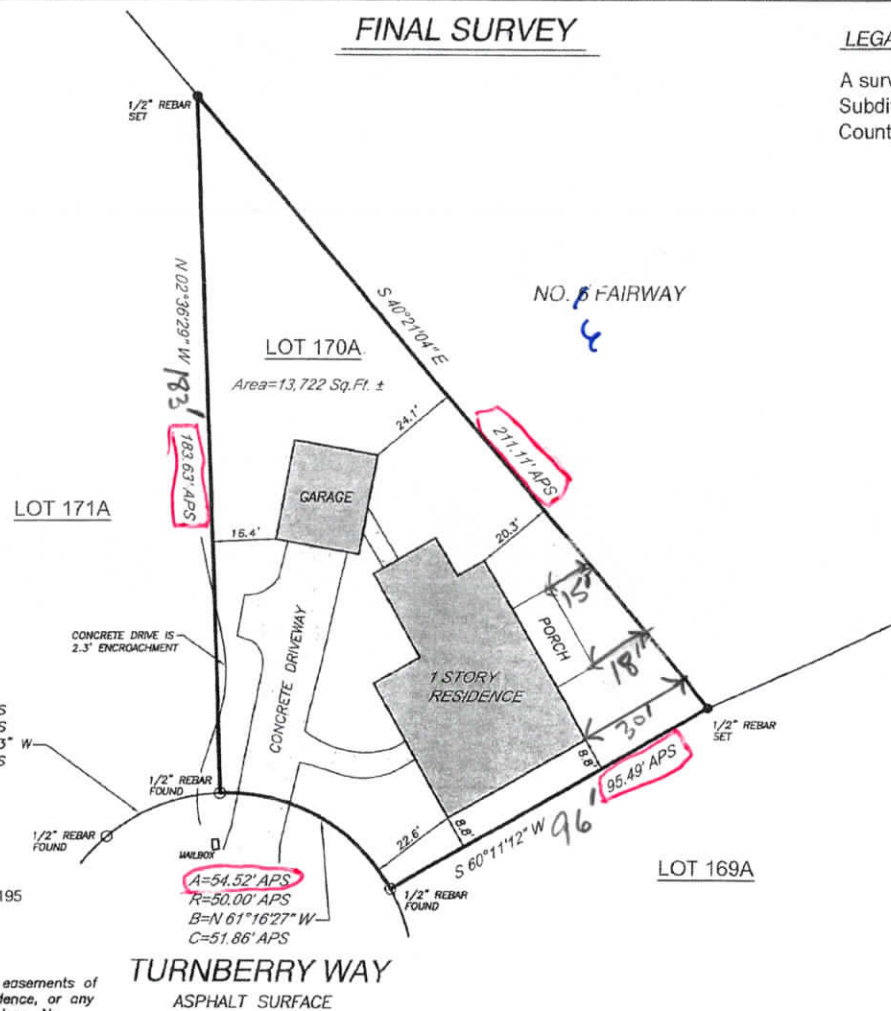 FINAL SURVEY
LEGA
A surv
Subdi
Count
1/2" REBAR
SET
N 02°36'29" W
183'
183.63' APS
S 40°21'04" E
211.11' APS
NO. 6 FAIRWAY
LOT 170A
Area=13,722 Sq.Ft. ±
24.1'
GARAGE
LOT 171A
15.4'
20.3'
15'
PORCH
18'
CONCRETE DRIVE IS
2.3' ENCROACHMENT
CONCRETE DRIVEWAY
1 STORY
RESIDENCE
30'
1/2" REBAR
SET
S
S
3" W
S
1/2" REBAR
FOUND
8.8'
95.49' APS
1/2" REBAR
FOUND
MAILBOX
22.6'
8.8'
S 60°11'12" W
96'
LOT 169A
A=54.52' APS
R=50.00' APS
B=N 61°16'27" W
C=51.86' APS
1/2" REBAR
FOUND
195
TURNBERRY WAY
ASPHALT SURFACE
easements of
dence, or any